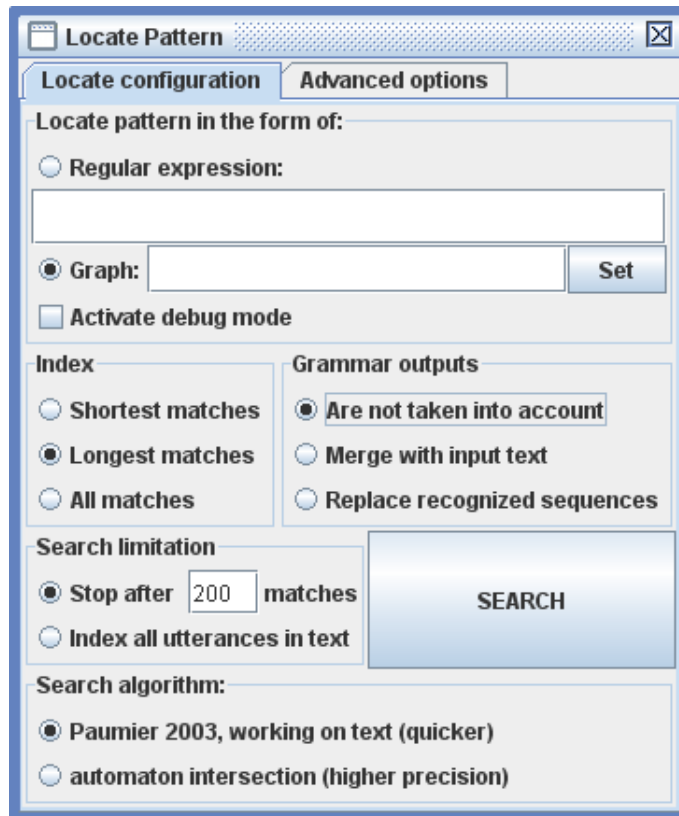 Locate Pattern
Locate configuration
Advanced options
Locate pattern in the form of:
Regular expression:
Graph:
Set
Activate debug mode
Index
Shortest matches
Longest matches
All matches
Grammar outputs
Are not taken into account
Merge with input text
Replace recognized sequences
Search limitation
Stop after 200 matches
Index all utterances in text
SEARCH
Search algorithm:
Paumier 2003, working on text (quicker)
automaton intersection (higher precision)